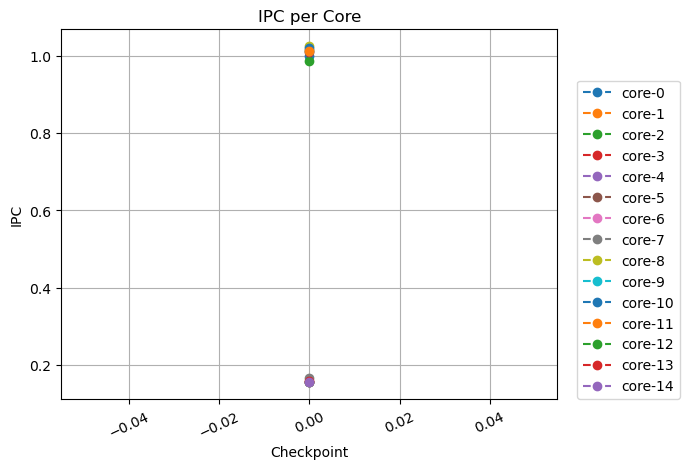 IPC per Core
1.0
0.8
0.6
0.4
0.2
IPC
−0.04
−0.02
0.00
0.02
0.04
Checkpoint
core-0
core-1
core-2
core-3
core-4
core-5
core-6
core-7
core-8
core-9
core-10
core-11
core-12
core-13
core-14